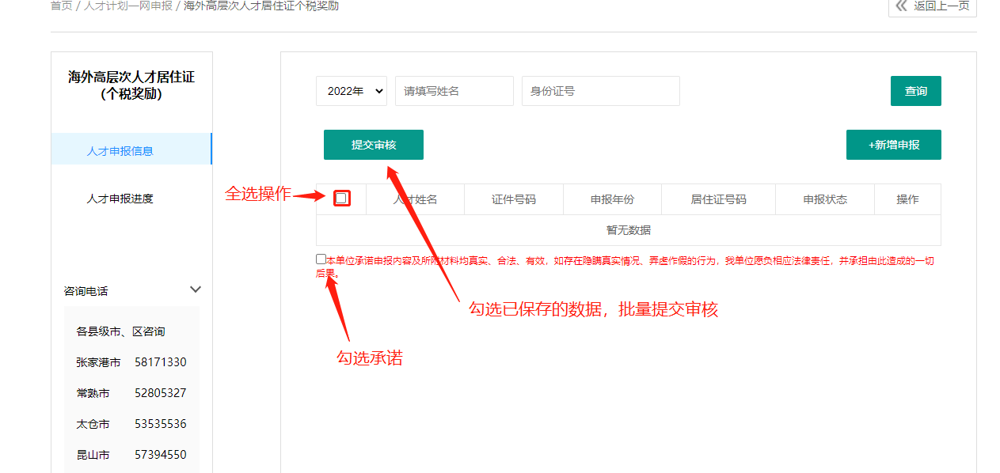 首页 / 人才计划一网申报 / 海外高层次人才居住证个税奖励
返回上一页
海外高层次人才居住证
(个税奖励)
人才申报信息
人才申报进度
咨询电话
各县级市、区咨询
张家港市 58171330
常熟市 52805327
太仓市 53535536
昆山市 57394550
2022年 请填写姓名 身份证号 查询
提交审核 +新增申报
全选操作
人才姓名 证件号码 申报年份 居住证号码 申报状态 操作
暂无数据
本单位承诺申报内容及所附材料均真实、合法、有效，如存在隐瞒真实情况、弄虚作假的行为，我单位愿负相应法律责任，并承担由此造成的一切
后果。
勾选已保存的数据，批量提交审核
勾选承诺